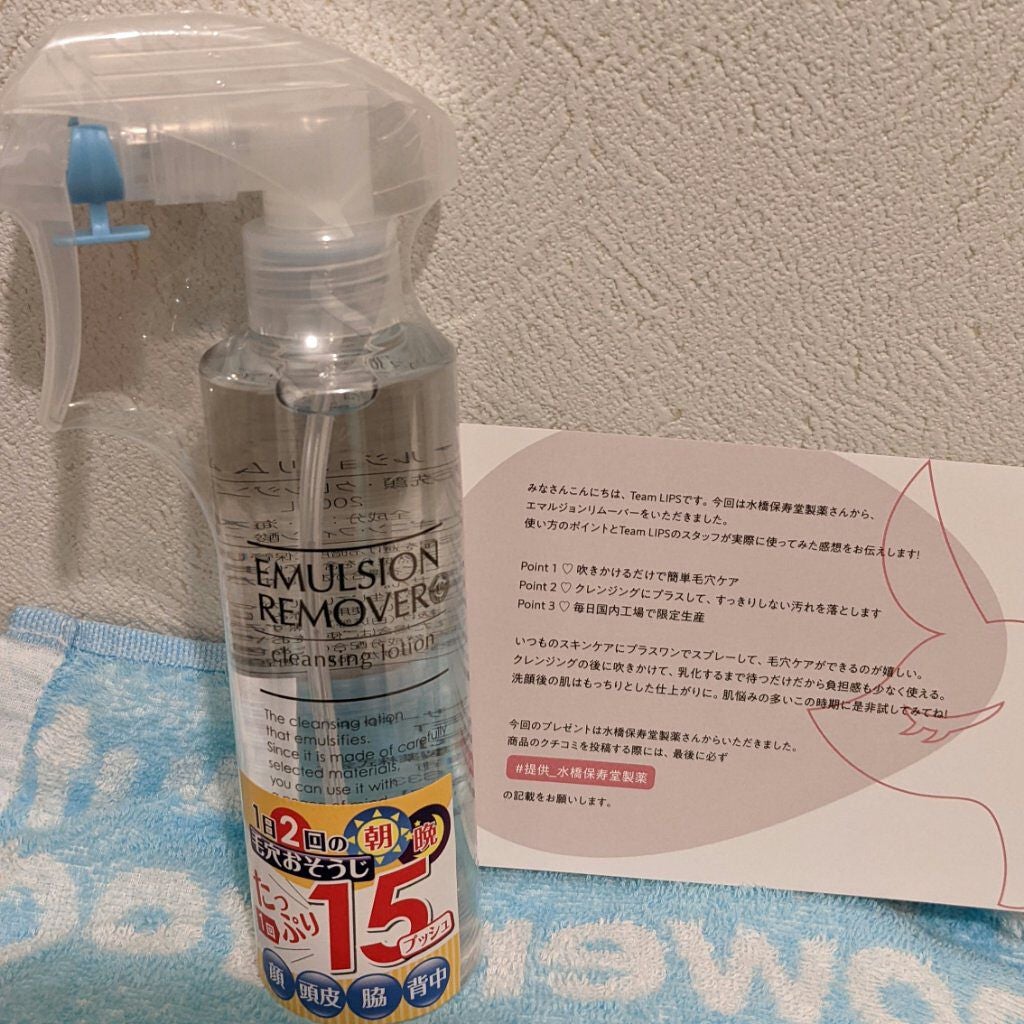 EMULSION
REMOVER
cleansing lotion
The cleansing lotion
that emulsifies.
Since it is made of carefully
selected materials,
you can use it with
1日2回の朝晩
毛穴おそうじ
たっぷり
1回
15
プッシュ
顔 頭皮 脇 背中
みなさんこんにちは、Team LIPSです。今回は水橋保寿堂製薬さんから、
エマルジョンリムーバーをいただきました。
使い方のポイントとTeam LIPSのスタッフが実際に使ってみた感想をお伝えします!
Point 1 ♡ 吹きかけるだけで簡単毛穴ケア
Point 2 ♡ クレンジングにプラスして、すっきりしない汚れを落とします
Point 3 ♡ 毎日国内工場で限定生産
いつものスキンケアにプラスワンでスプレーして、毛穴ケアができるのが嬉しい。
クレンジングの後に吹きかけて、乳化するまで待つだけだから負担感も少なく使える。
洗顔後の肌はもっちりとした仕上がりに。肌悩みの多いこの時期に是非試してみてね!
今回のプレゼントは水橋保寿堂製薬さんからいただきました。
商品のクチコミを投稿する際には、最後に必ず
#提供_水橋保寿堂製薬
の記載をお願いします。